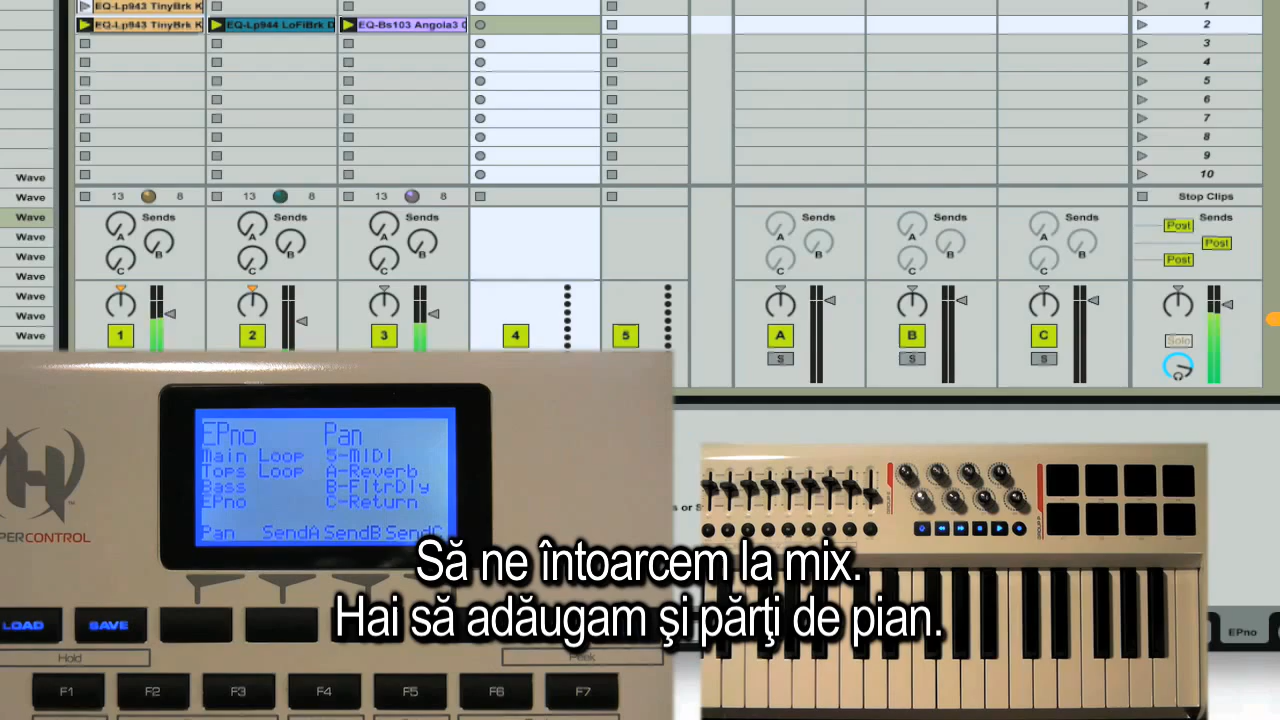 EQ-Lp943 TinyBrk K 1
EQ-Lp943 TinyBrk K EQ-Lp944 LoFiBrk D EQ-Bs103 Angola3 2
3
4
5
6
7
8
9
10
Wave
Wave 13 8 13 8 13 8 Stop Clips
Wave Sends Sends Sends Sends Sends Sends Sends
Post
A A A A A A
Wave B B B B B B Post
Wave C C C C C C Post
Wave
Wave
Wave
Wave 1 2 3 4 5 A B C Solo
S S S
EPno Pan
Main Loop 5-MIDI
Tops Loop A-Reverb
Bass B-FltrDly
EPno C-Return
Pan SendA SendB SendC
PERCONTROL
s or S
Să ne întoarcem la mix.
Hai să adăugam şi părţi de pian.
LOAD SAVE EPno
Hold Peek
F1 F2 F3 F4 F5 F6 F7